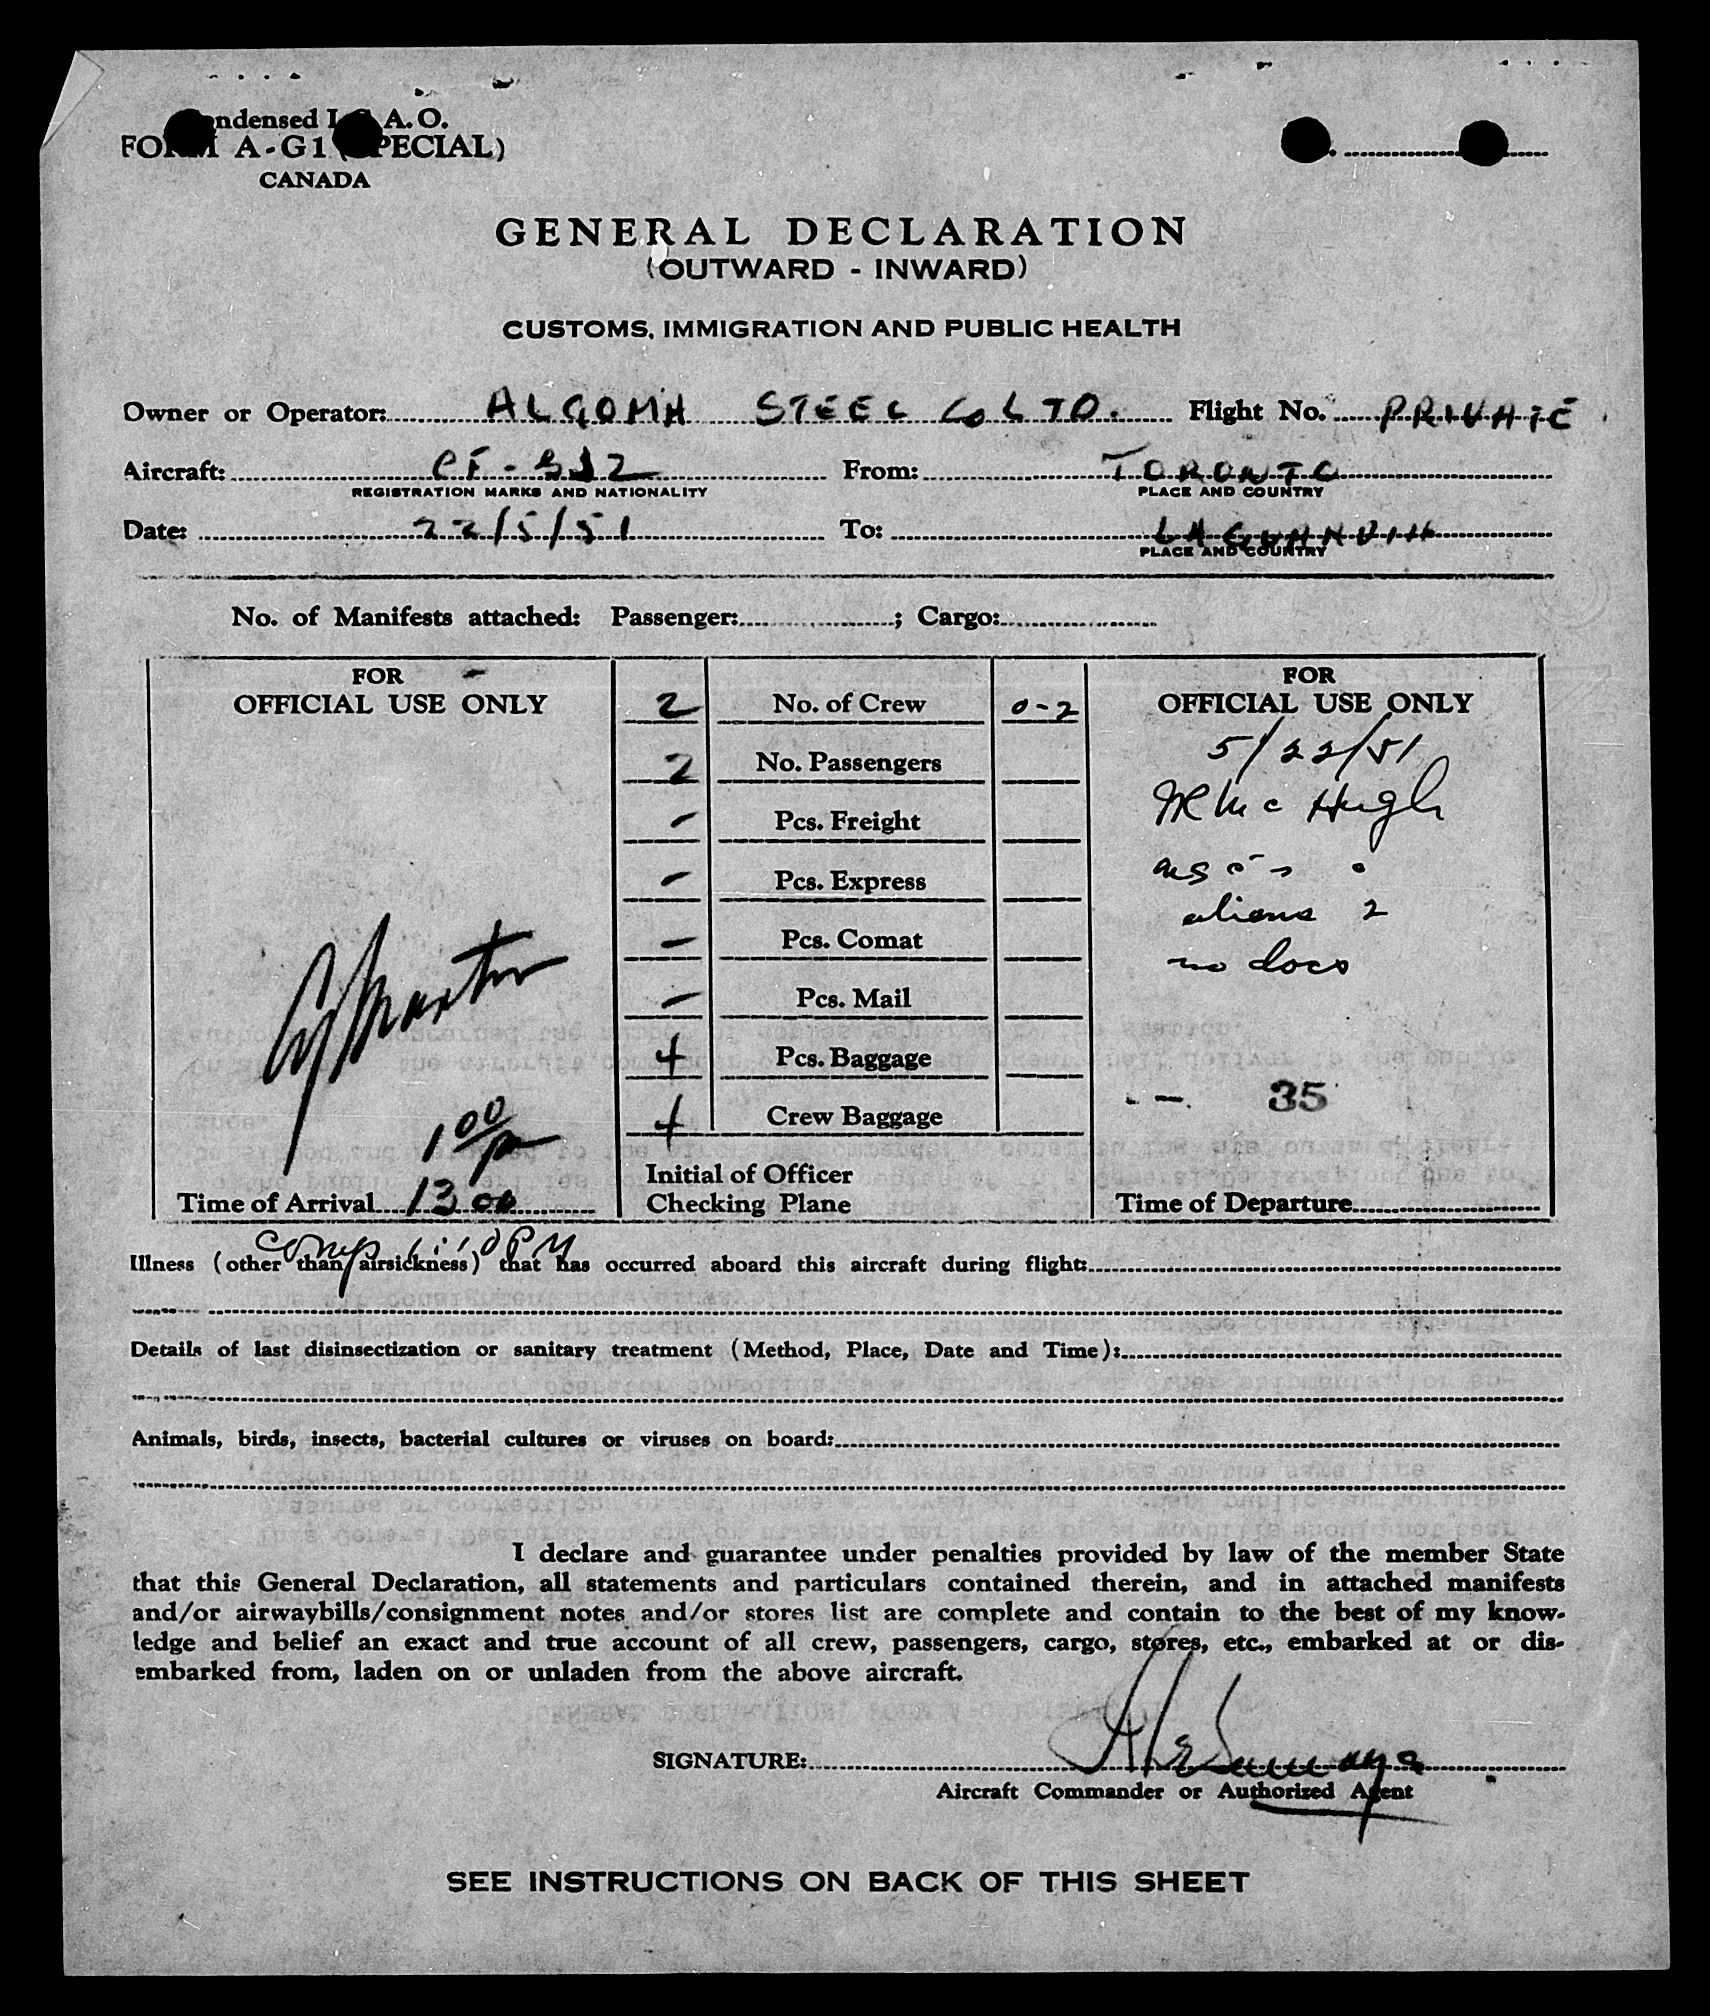 Condensed I.C.A.O.
FORM A-G1 (SPECIAL)
CANADA
GENERAL DECLARATION
(OUTWARD - INWARD)
CUSTOMS, IMMIGRATION AND PUBLIC HEALTH
Owner or Operator: ALGOMA STEEL Co LTD. Flight No. PRIVATE
Aircraft: CF- From: TORONTO
REGISTRATION MARKS AND NATIONALITY PLACE AND COUNTRY
Date: 22/5/51 To: LAGUARDIA
PLACE AND COUNTRY
No. of Manifests attached: Passenger: ; Cargo:
FOR
OFFICIAL USE ONLY
1 00
Time of Arrival 13 00
2 No. of Crew 0-2
2 No. Passengers
- Pcs. Freight
- Pcs. Express
- Pcs. Comat
- Pcs. Mail
4 Pcs. Baggage
4 Crew Baggage
Initial of Officer
Checking Plane
FOR
OFFICIAL USE ONLY
5/22/51
McHugh
aliens 2
no docs
35
Time of Departure
Comp 1:10 PM
Illness (other than airsickness) that has occurred aboard this aircraft during flight:
Details of last disinsectization or sanitary treatment (Method, Place, Date and Time):
Animals, birds, insects, bacterial cultures or viruses on board:
I declare and guarantee under penalties provided by law of the member State
that this General Declaration, all statements and particulars contained therein, and in attached manifests
and/or airwaybills/consignment notes and/or stores list are complete and contain to the best of my know-
ledge and belief an exact and true account of all crew, passengers, cargo, stores, etc., embarked at or dis-
embarked from, laden on or unladen from the above aircraft.
SIGNATURE:
Aircraft Commander or Authorized Agent
SEE INSTRUCTIONS ON BACK OF THIS SHEET